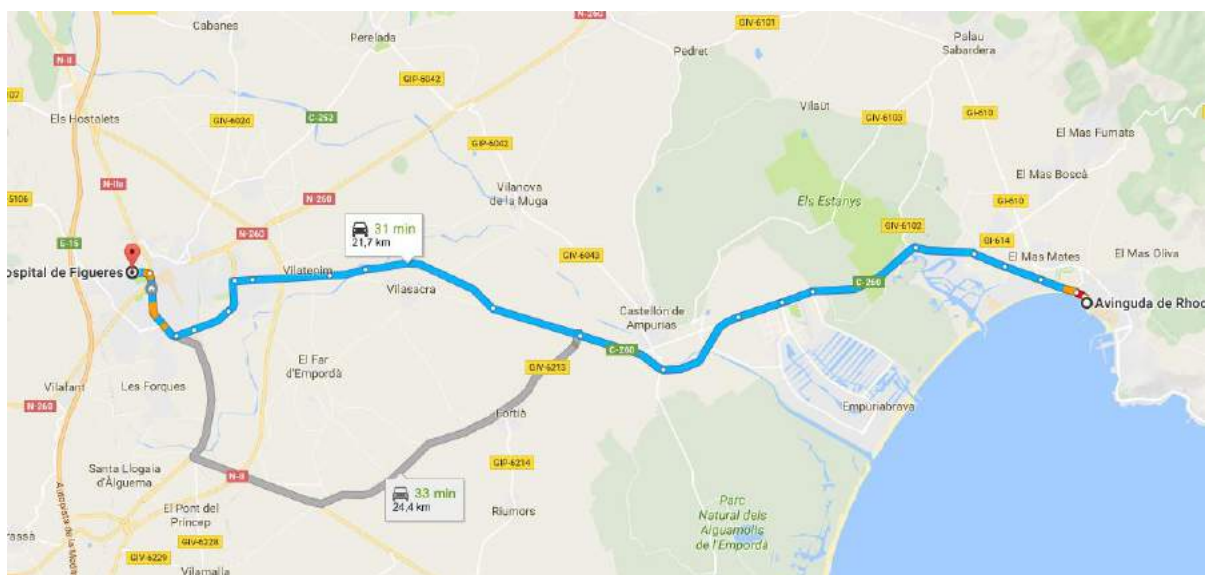 Cabanes
N-II
Perelada
N-260
GIV-6101
Palau
Sabardera
Pedret
GIP-6042
Els Hostalets
GIV-6024
C-252
Vilaüt
GIV-6103
GI-610
El Mas Fumats
GIP-6042
El Mas Boscà
N-IIa
Vilanova
de la Muga
Els Estanys
GI-610
N-260
31 min
21,7 km
GIV-6102
GI-614
E-15
N-260
El Mas Mates
El Mas Oliva
ospital de Figueres
Vilatenim
GIV-6043
Vilasacra
C-260
Avinguda de Rhod
Castellón de
Ampurias
C-260
El Far
d'Empordà
GIV-6213
Vilafant
Les Forques
Empuriabrava
N-260
Fortià
Santa Llogaia
d'Àlguema
N-II
GIP-6214
33 min
24,4 km
El Pont del
Príncep
Riumors
Parc
Natural dels
Aiguamolls
de l'Empordà
GIV-6228
GIV-6229
Vilamalla